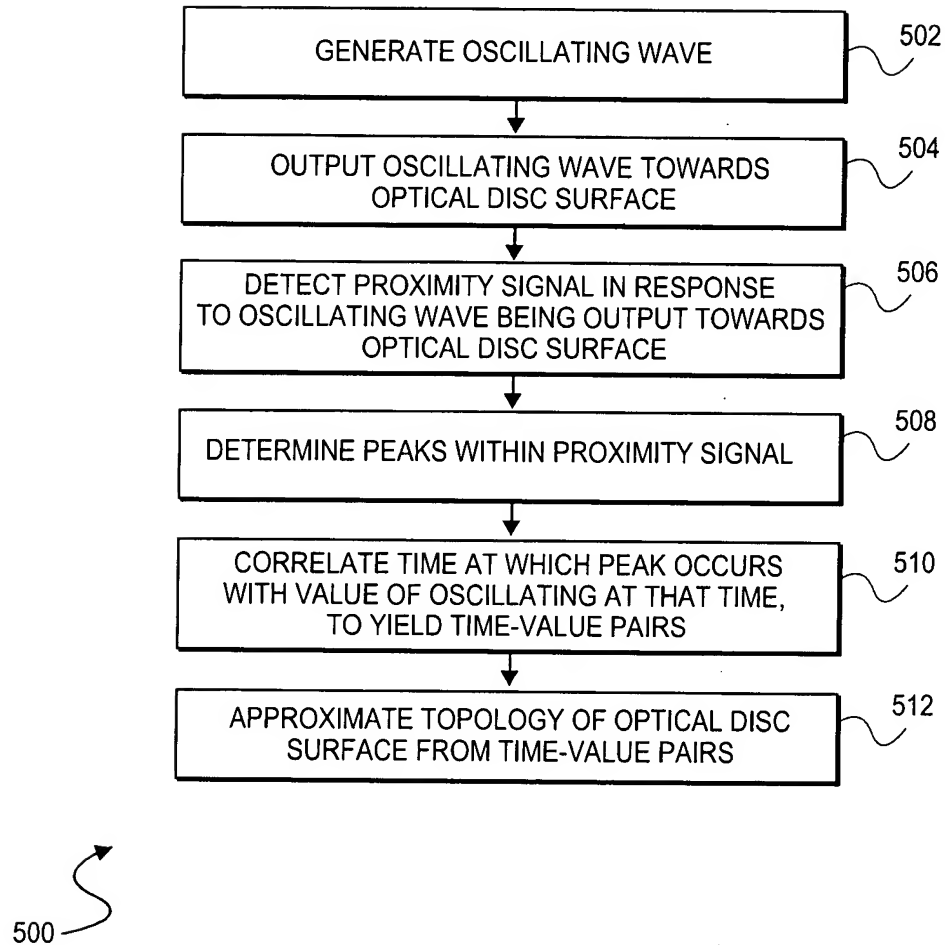 GENERATE OSCILLATING WAVE
502
OUTPUT OSCILLATING WAVE TOWARDS
OPTICAL DISC SURFACE
504
DETECT PROXIMITY SIGNAL IN RESPONSE
TO OSCILLATING WAVE BEING OUTPUT TOWARDS
OPTICAL DISC SURFACE
506
DETERMINE PEAKS WITHIN PROXIMITY SIGNAL
508
CORRELATE TIME AT WHICH PEAK OCCURS
WITH VALUE OF OSCILLATING AT THAT TIME,
TO YIELD TIME-VALUE PAIRS
510
APPROXIMATE TOPOLOGY OF OPTICAL DISC
SURFACE FROM TIME-VALUE PAIRS
512
500